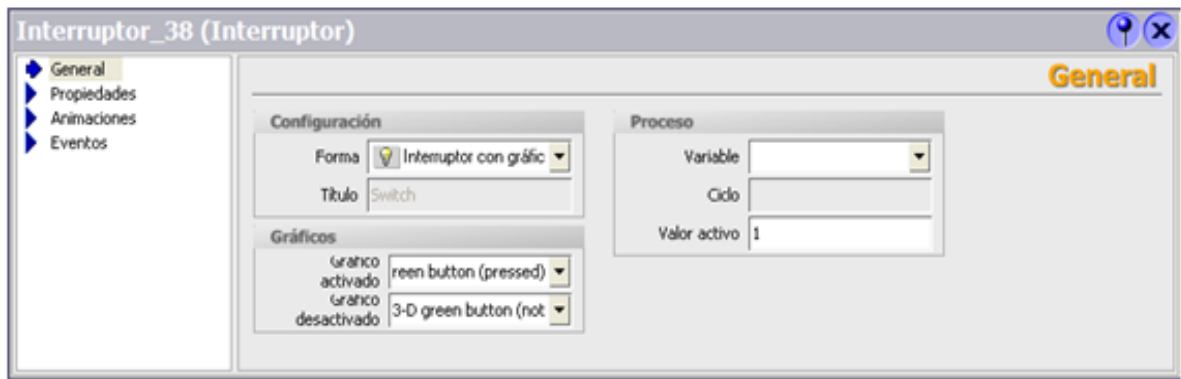 Interruptor_38 (Interruptor)
General
Propiedades
Animaciones
Eventos
General
Configuración
Forma Interruptor con gráfic
Título Switch
Gráficos
Gráfico
activado reen button (pressed)
Gráfico
desactivado 3-D green button (not
Proceso
Variable
Ciclo
Valor activo 1